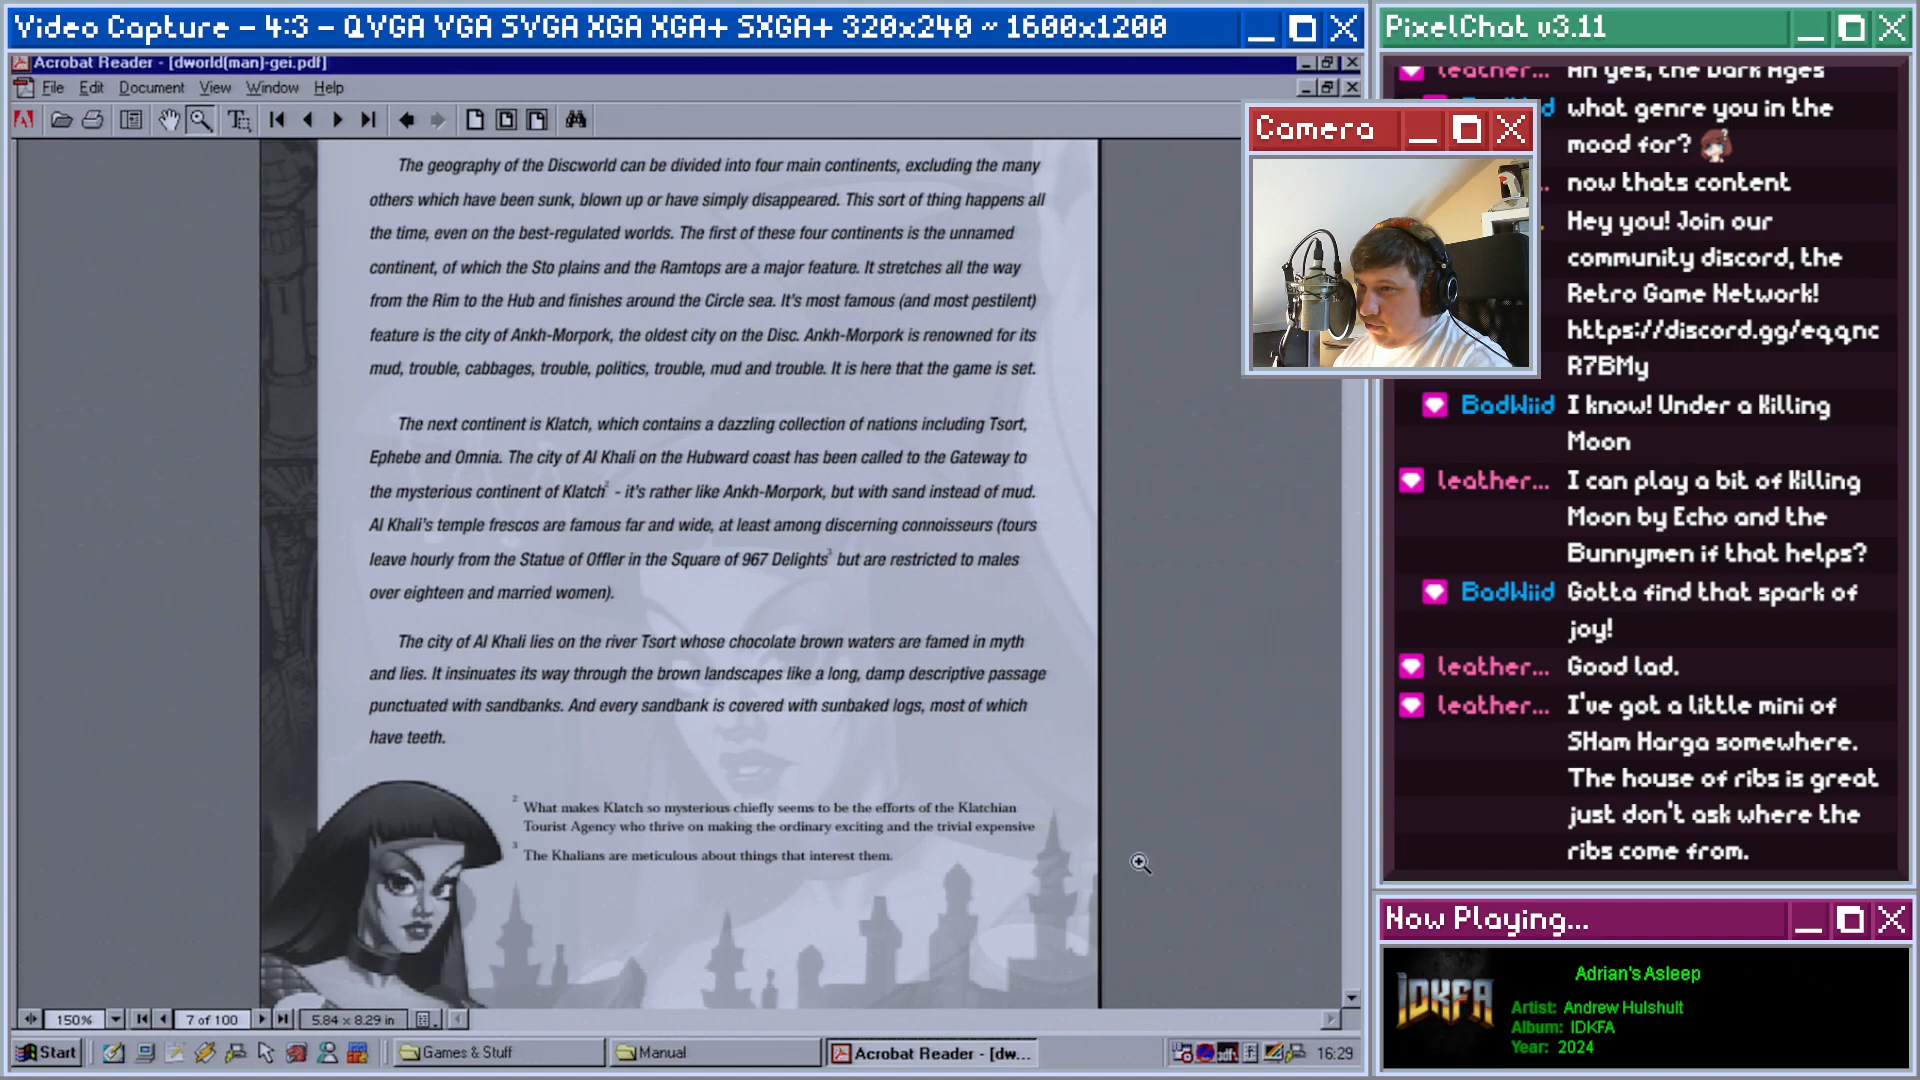 Video Capture - 4:3 - QVGA VGA SVGA XGA XGA+ SXGA+ 320x240 ~ 1600x1200
Acrobat Reader - [dworld(man)-gei.pdf]
File Edit Document View Window Help
The geography of the Discworld can be divided into four main continents, excluding the many
others which have been sunk, blown up or have simply disappeared. This sort of thing happens all
the time, even on the best-regulated worlds. The first of these four continents is the unnamed
continent, of which the Sto plains and the Ramtops are a major feature. It stretches all the way
from the Rim to the Hub and finishes around the Circle sea. It's most famous (and most pestilent)
feature is the city of Ankh-Morpork, the oldest city on the Disc. Ankh-Morpork is renowned for its
mud, trouble, cabbages, trouble, politics, trouble, mud and trouble. It is here that the game is set.
The next continent is Klatch, which contains a dazzling collection of nations including Tsort,
Ephebe and Omnia. The city of Al Khali on the Hubward coast has been called to the Gateway to
the mysterious continent of Klatch2 - it's rather like Ankh-Morpork, but with sand instead of mud.
Al Khali's temple frescos are famous far and wide, at least among discerning connoisseurs (tours
leave hourly from the Statue of Offler in the Square of 967 Delights3 but are restricted to males
over eighteen and married women).
The city of Al Khali lies on the river Tsort whose chocolate brown waters are famed in myth
and lies. It insinuates its way through the brown landscapes like a long, damp descriptive passage
punctuated with sandbanks. And every sandbank is covered with sunbaked logs, most of which
have teeth.
2 What makes Klatch so mysterious chiefly seems to be the efforts of the Klatchian
Tourist Agency who thrive on making the ordinary exciting and the trivial expensive
3 The Khalians are meticulous about things that interest them.
150% 7 of 100 5.84 x 8.29 in
Start Games & Stuff Manual Acrobat Reader - [dw... 16:29
Camera
PixelChat v3.11
leather... Ah yes, the Dark Ages
what genre you in the
mood for?
now thats content
Hey you! Join our
community discord, the
Retro Game Network!
https://discord.gg/eqqnc
R7BMy
BadWiid I know! Under a Killing
Moon
leather... I can play a bit of Killing
Moon by Echo and the
Bunnymen if that helps?
BadWiid Gotta find that spark of
joy!
leather... Good lad.
leather... I've got a little mini of
SHam Harga somewhere.
The house of ribs is great
just don't ask where the
ribs come from.
Now Playing...
IDKFA
Adrian's Asleep
Artist: Andrew Hulshult
Album: IDKFA
Year: 2024